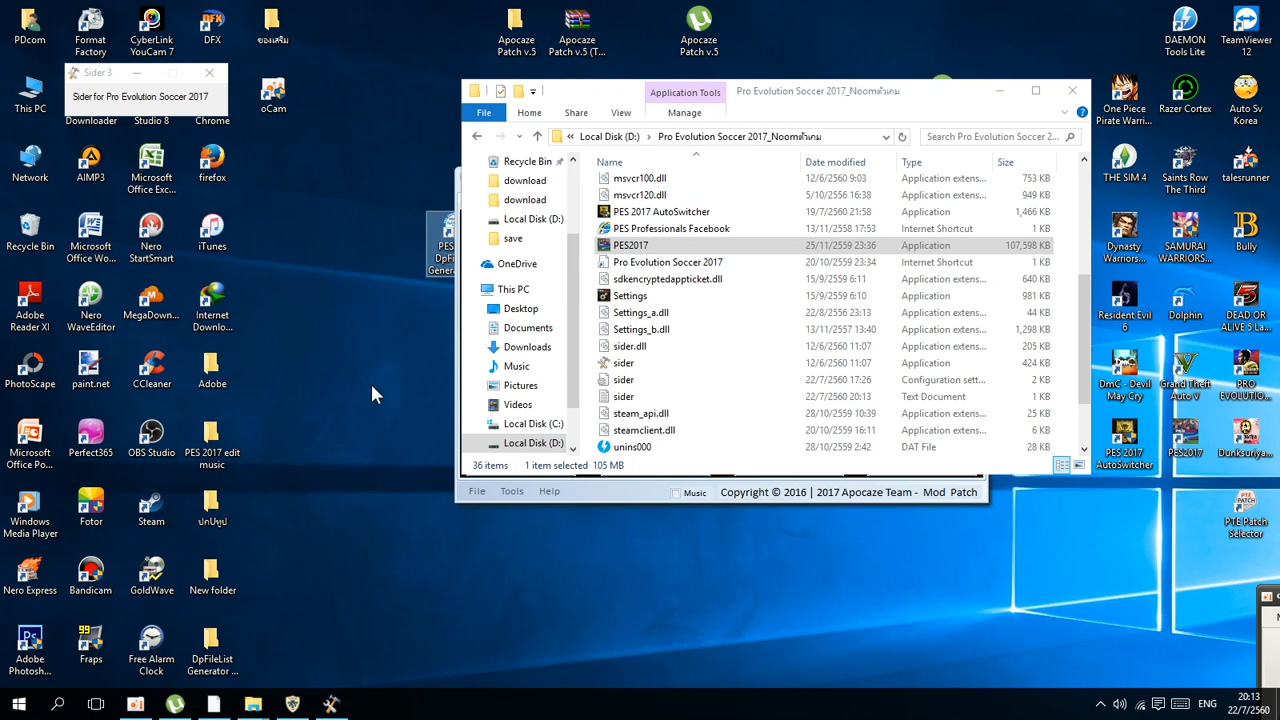 PDcom
Format
Factory
CyberLink
YouCam 7
DFX
ของเสริม
Apocaze
Patch v.5
Apocaze
Patch v.5 (T...
Apocaze
Patch v.5
DAEMON
Tools Lite
TeamViewer
12
Sider 3
Sider for Pro Evolution Soccer 2017
This PC
Downloader
Studio 8
Chrome
oCam
One Piece
Pirate Warri...
Razer Cortex
Auto Sv
Korea
Network
AIMP3
Microsoft
Office Exc...
firefox
THE SIM 4
Saints Row
The Third
talesrunner
Recycle Bin
Microsoft
Office Wo...
Nero
StartSmart
iTunes
PES
DpF
Genera
Dynasty
Warriors...
SAMURAI
WARRIORS...
Bully
Adobe
Reader XI
Nero
WaveEditor
MegaDown...
Internet
Downlo...
Resident Evil
6
Dolphin
DEAD OR
ALIVE 5 La...
PhotoScape
paint.net
CCleaner
Adobe
DmC - Devil
May Cry
Grand Theft
Auto V
PRO
EVOLUTIO...
Microsoft
Office Po...
Perfect365
OBS Studio
PES 2017 edit
music
PES 2017
AutoSwitcher
PES2017
Dunksuriya...
Windows
Media Player
Fotor
Steam
PTE Patch
Selector
Nero Express
Bandicam
GoldWave
New folder
Adobe
Photosh...
99
Fraps
Free Alarm
Clock
DpFileList
Generator ...
Application Tools
Pro Evolution Soccer 2017_Noomตัวเกม
File
Home
Share
View
Manage
Local Disk (D:)
Pro Evolution Soccer 2017_Noomตัวเกม
Search Pro Evolution Soccer 2...
Recycle Bin
download
download
Local Disk (D:)
save
OneDrive
This PC
Desktop
Documents
Downloads
Music
Pictures
Videos
Local Disk (C:)
Local Disk (D:)
Name Date modified Type Size
msvcr100.dll 12/6/2560 9:03 Application extens... 753 KB
msvcr120.dll 5/10/2556 16:38 Application extens... 949 KB
PES 2017 AutoSwitcher 19/7/2560 21:58 Application 1,466 KB
PES Professionals Facebook 13/11/2558 17:53 Internet Shortcut 1 KB
PES2017 25/11/2559 23:36 Application 107,598 KB
Pro Evolution Soccer 2017 20/10/2559 23:34 Internet Shortcut 1 KB
sdkencryptedappticket.dll 15/9/2559 6:11 Application extens... 640 KB
Settings 15/9/2559 6:10 Application 981 KB
Settings_a.dll 22/8/2556 23:13 Application extens... 44 KB
Settings_b.dll 13/11/2557 13:40 Application extens... 1,298 KB
sider.dll 12/6/2560 11:07 Application extens... 205 KB
sider 12/6/2560 11:07 Application 424 KB
sider 22/7/2560 17:26 Configuration sett... 2 KB
sider 22/7/2560 20:13 Text Document 1 KB
steam_api.dll 28/10/2559 10:39 Application extens... 25 KB
steamclient.dll 20/10/2559 16:11 Application extens... 6 KB
unins000 28/10/2559 2:42 DAT File 28 KB
36 items 1 item selected 105 MB
File Tools Help Music Copyright © 2016 | 2017 Apocaze Team - Mod Patch
ENG
20:13
22/7/2560